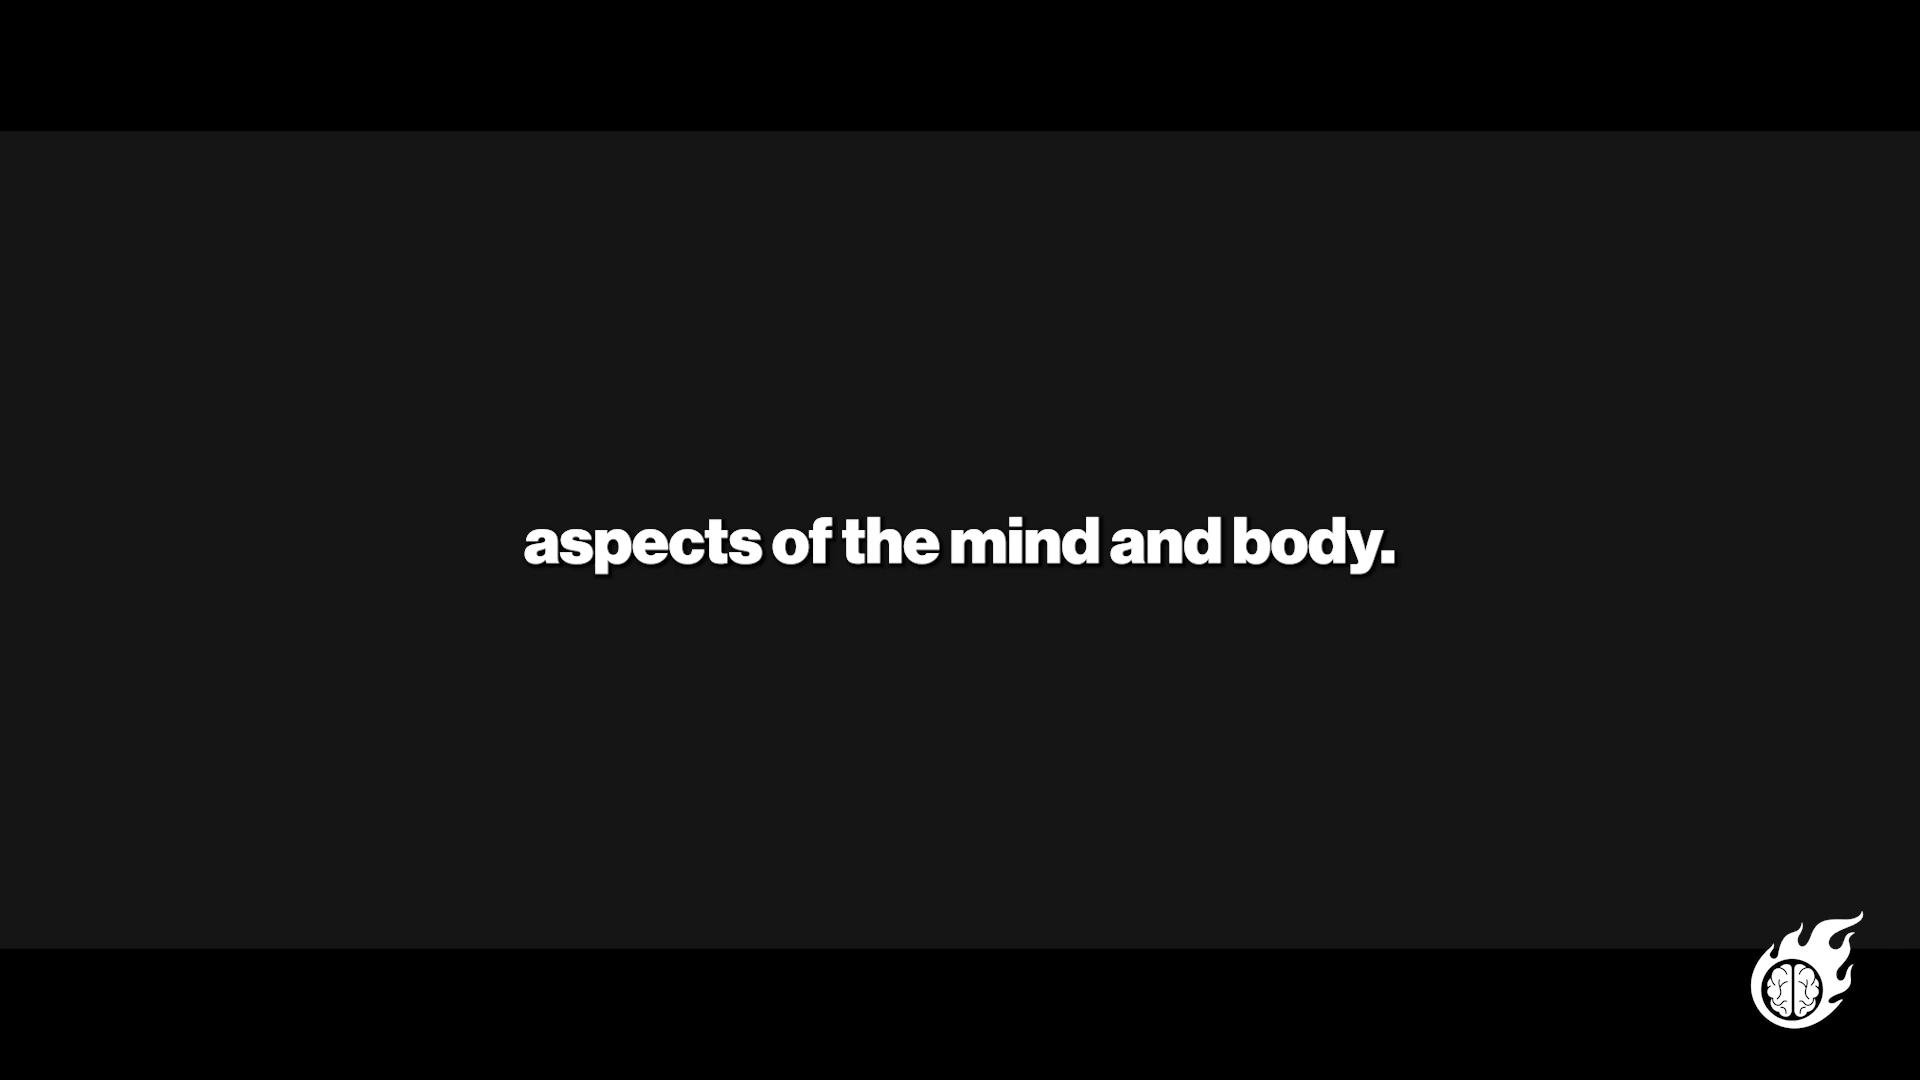 aspects of the mind and body.